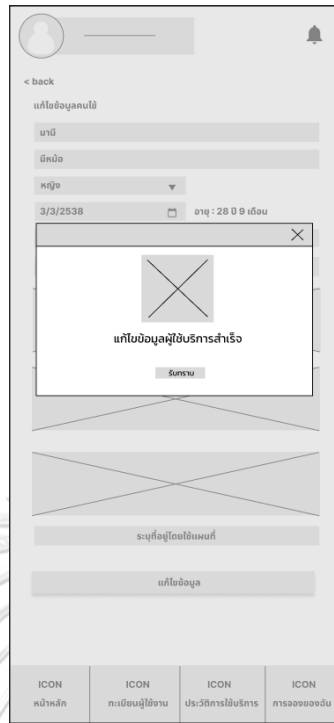 < back
แก้ไขข้อมูลคนไข้
มานี
มีหม้อ
หญิง
3/3/2538 อายุ : 28 ปี 9 เดือน
แก้ไขข้อมูลผู้ใช้บริการสำเร็จ
รับทราบ
ระบุที่อยู่โดยใช้แผนที่
แก้ไขข้อมูล
ICON ICON ICON ICON
หน้าหลัก ทะเบียนผู้ใช้งาน ประวัติการใช้บริการ การจองของฉัน